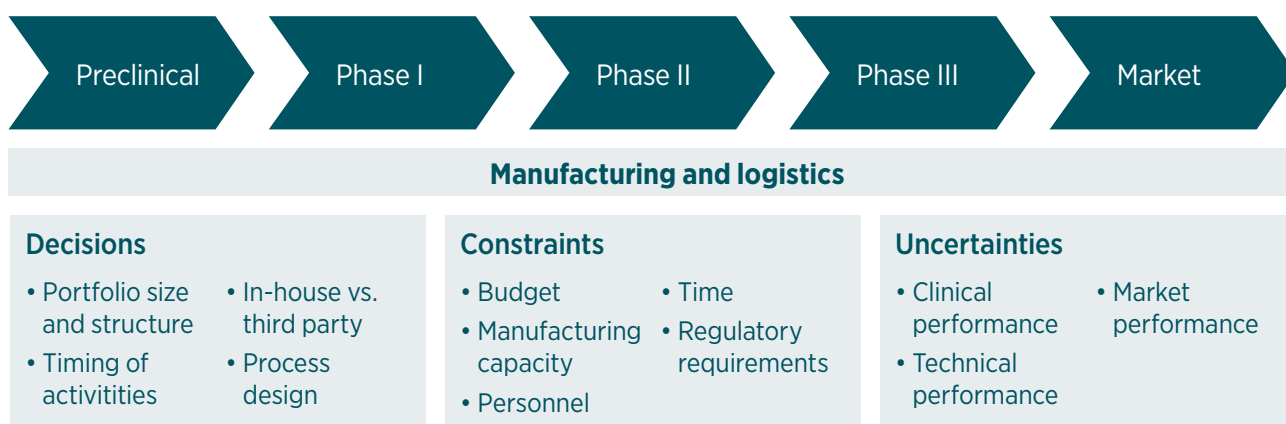 Preclinical
Phase I
Phase II
Phase III
Market
Manufacturing and logistics
Decisions
• Portfolio size
and structure
• Timing of
activitities
• In-house vs.
third party
• Process
design
Constraints
• Budget
• Manufacturing
capacity
• Personnel
• Time
• Regulatory
requirements
Uncertainties
• Clinical
performance
• Technical
performance
• Market
performance